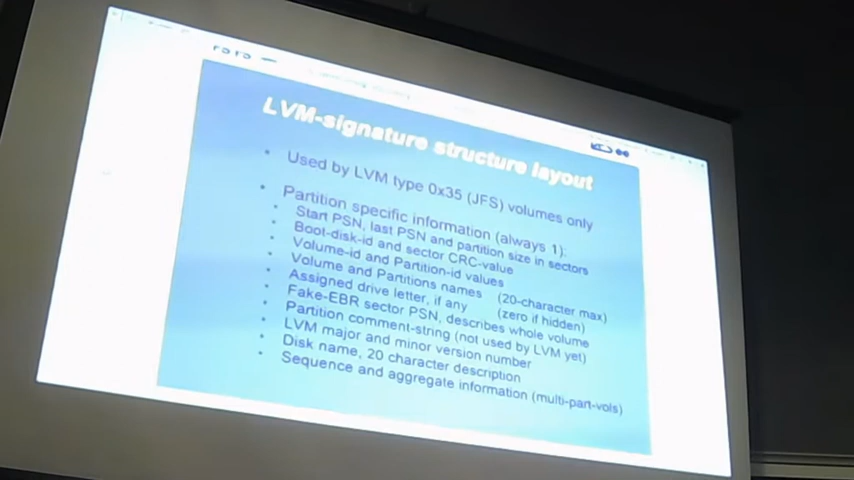 LVM-signature structure layout
• Used by LVM type 0x35 (JFS) volumes only
• Partition specific information (always 1):
• Start PSN, last PSN and partition size in sectors
• Boot-disk-id and sector CRC-value
• Volume-id and Partition-id values
• Volume and Partitions names (20-character max)
• Assigned drive letter, if any (zero if hidden)
• Fake-EBR sector PSN, describes whole volume
• Partition comment-string (not used by LVM yet)
• LVM major and minor version number
• Disk name, 20 character description
• Sequence and aggregate information (multi-part-vols)